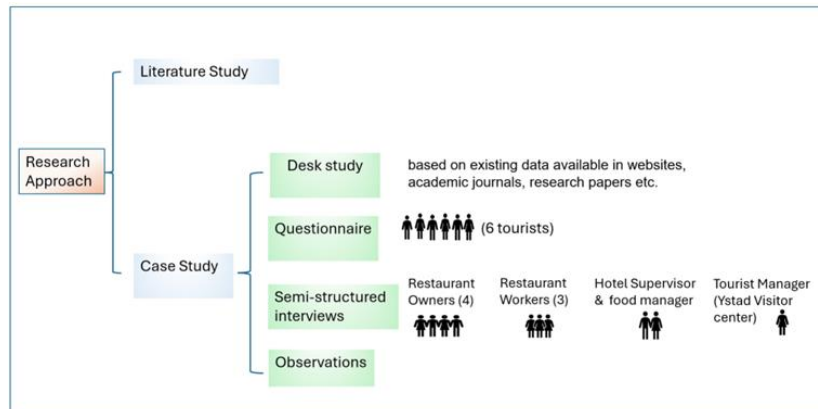 Literature Study
Research
Approach
Desk study
based on existing data available in websites,
academic journals, research papers etc.
Questionnaire
(6 tourists)
Case Study
Semi-structured
interviews
Restaurant
Owners (4)
Restaurant
Workers (3)
Hotel Supervisor
& food manager
Tourist Manager
(Ystad Visitor
center)
Observations